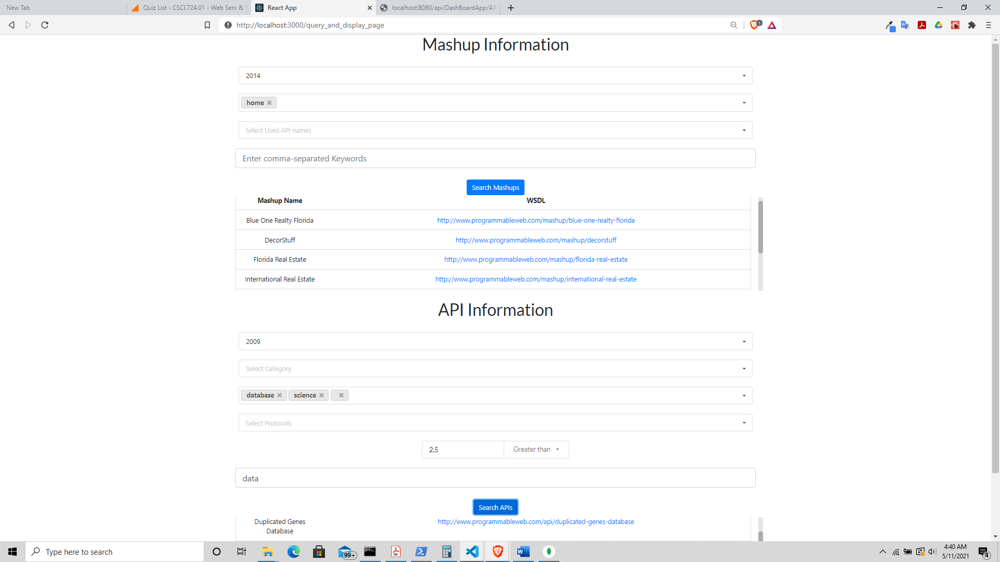 New Tab
Quiz List - CSCI.724.01 - Web Serv & S
React App
localhost:8080/api/DashBoardApp/AP
http://localhost:3000/query_and_display_page
1
Mashup Information
2014
home
Select Used API names
Enter comma-separated Keywords
Search Mashups
Mashup Name WSDL
Blue One Realty Florida http://www.programmableweb.com/mashup/blue-one-realty-florida
DecorStuff http://www.programmableweb.com/mashup/decorstuff
Florida Real Estate http://www.programmableweb.com/mashup/florida-real-estate
International Real Estate http://www.programmableweb.com/mashup/international-real-estate
API Information
2009
Select Category
database science
Select Protocols
2.5 Greater than
data
Search APIs
Duplicated Genes
Database
http://www.programmableweb.com/api/duplicated-genes-database
Type here to search
99+
4:40 AM
5/11/2021
4